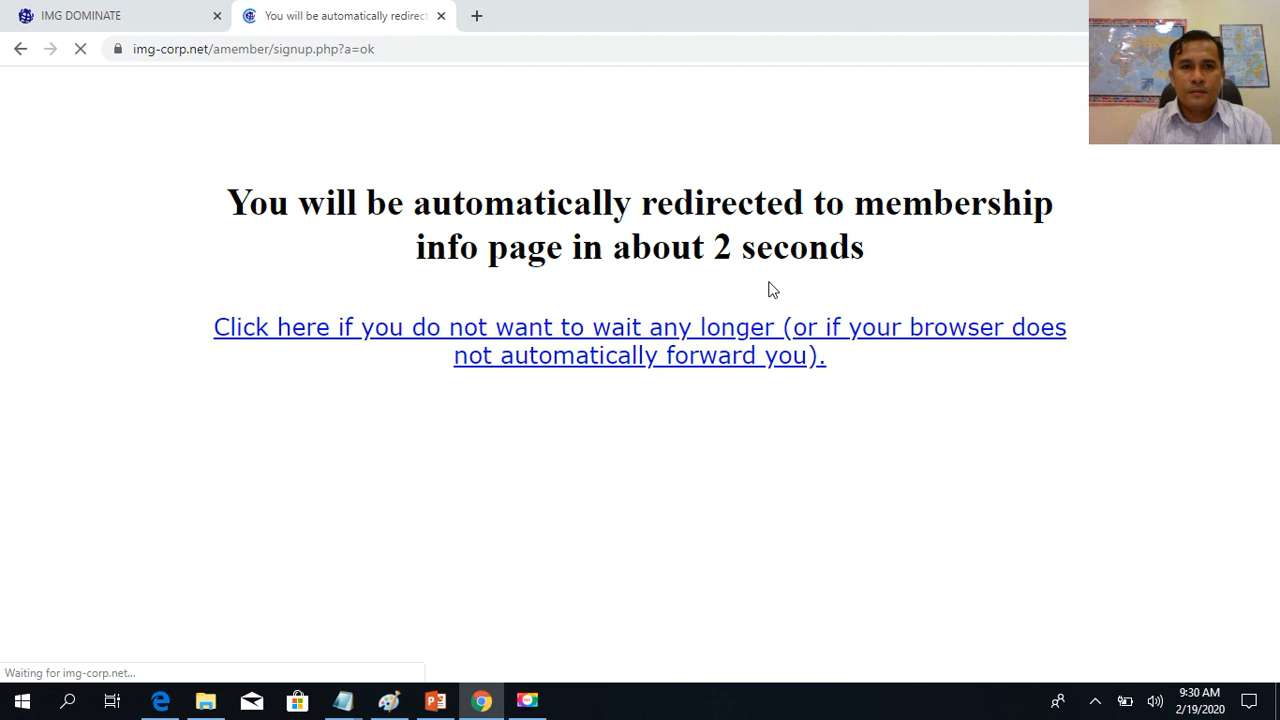 IMG DOMINATE
You will be automatically redirect
img-corp.net/amember/signup.php?a=ok
You will be automatically redirected to membership
info page in about 2 seconds
Click here if you do not want to wait any longer (or if your browser does
not automatically forward you).
Waiting for img-corp.net...
9:30 AM
2/19/2020